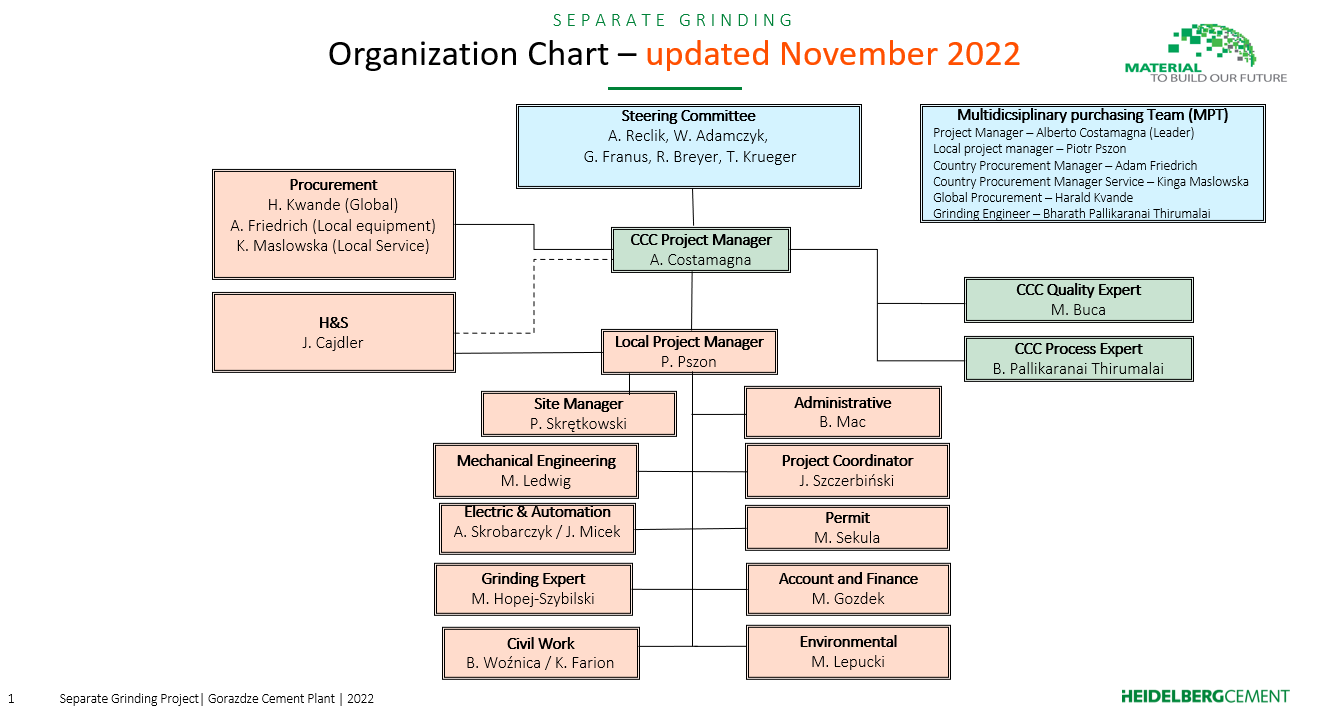 SEPARATE GRINDING
Organization Chart – updated November 2022
MATERIAL
TO BUILD OUR FUTURE
Steering Committee
A. Reclik, W. Adamczyk,
G. Franus, R. Breyer, T. Krueger
Multidicsiplinary purchasing Team (MPT)
Project Manager – Alberto Costamagna (Leader)
Local project manager – Piotr Pszon
Country Procurement Manager – Adam Friedrich
Country Procurement Manager Service – Kinga Maslowska
Global Procurement – Harald Kvande
Grinding Engineer – Bharath Pallikaranai Thirumalai
Procurement
H. Kwande (Global)
A. Friedrich (Local equipment)
K. Maslowska (Local Service)
CCC Project Manager
A. Costamagna
CCC Quality Expert
M. Buca
H&S
J. Cajdler
Local Project Manager
P. Pszon
CCC Process Expert
B. Pallikaranai Thirumalai
Site Manager
P. Skrętkowski
Administrative
B. Mac
Mechanical Engineering
M. Ledwig
Project Coordinator
J. Szczerbiński
Electric & Automation
A. Skrobarczyk / J. Micek
Permit
M. Sekula
Grinding Expert
M. Hopej-Szybilski
Account and Finance
M. Gozdek
Civil Work
B. Woźnica / K. Farion
Environmental
M. Lepucki
1 Separate Grinding Project| Gorazdze Cement Plant | 2022
HEIDELBERGCEMENT